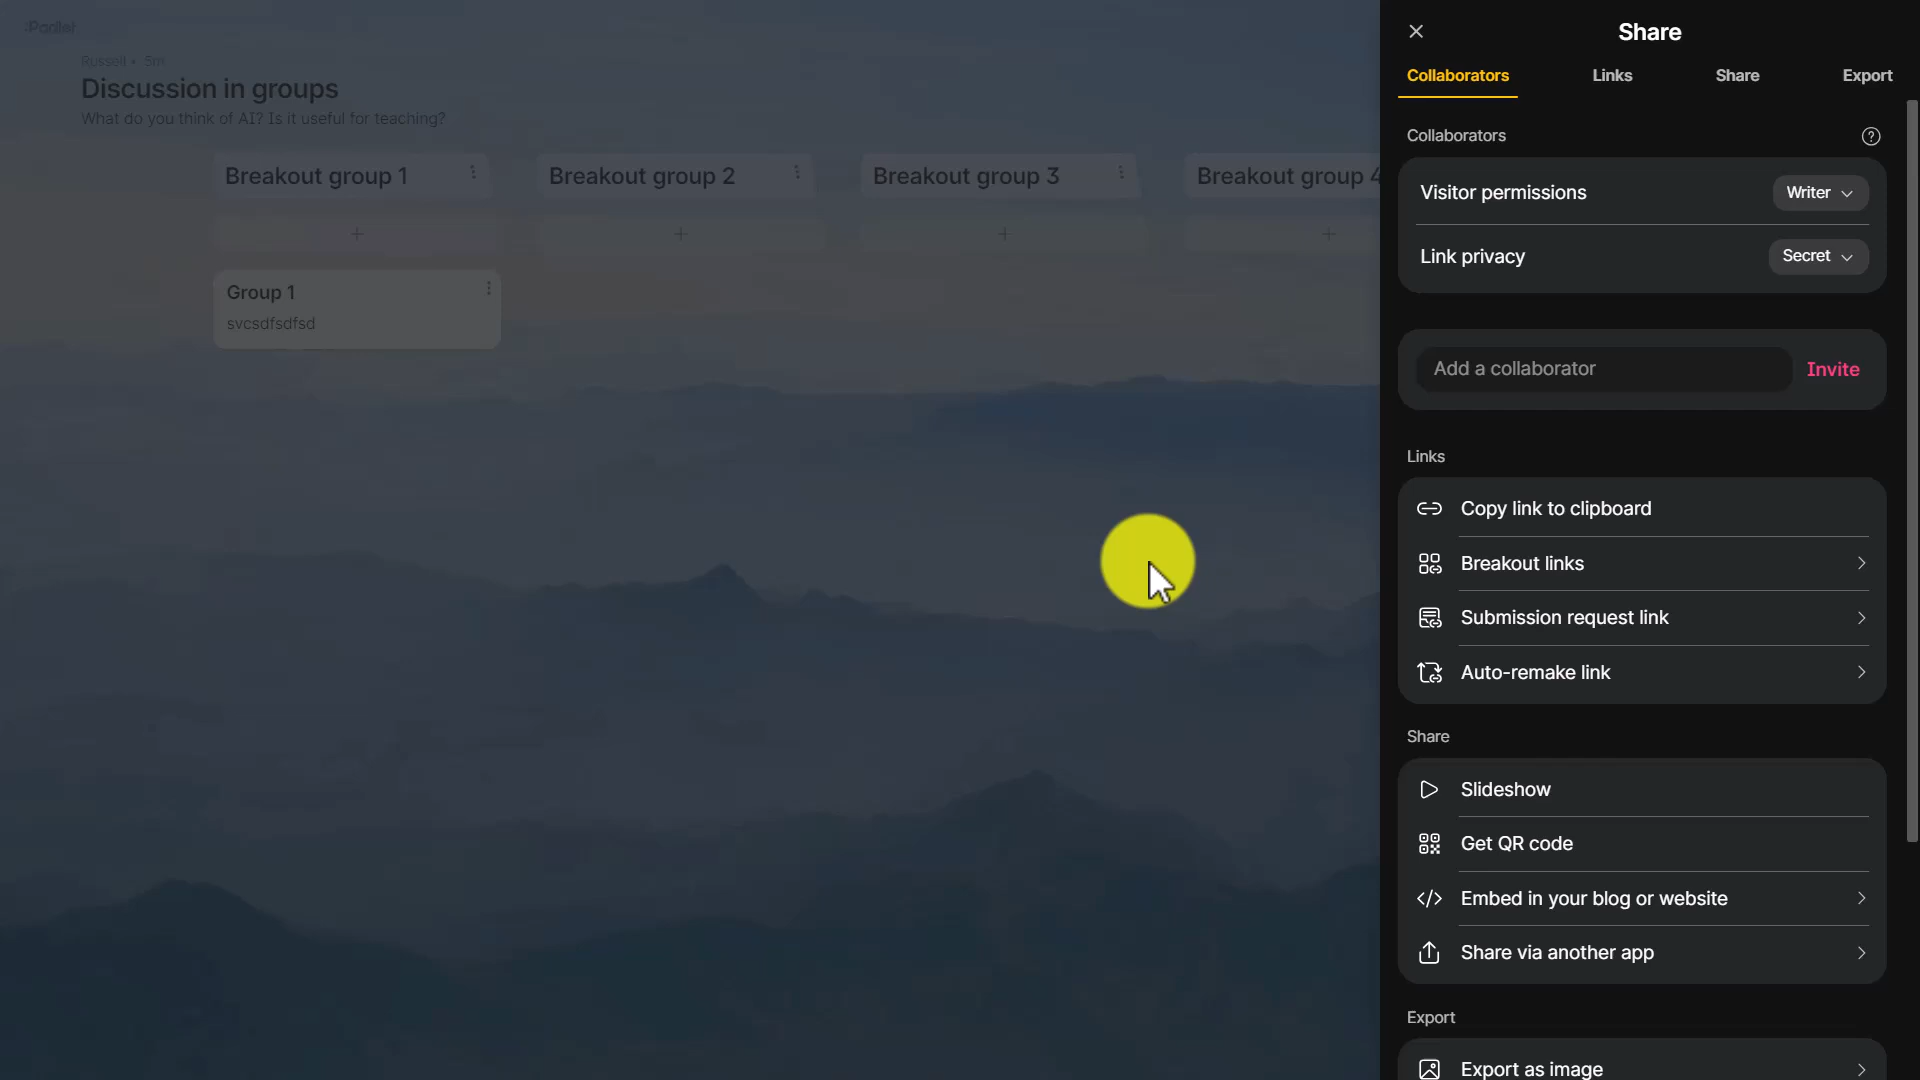 Padlet
Russell • 5m
Discussion in groups
What do you think of AI? Is it useful for teaching?
Breakout group 1
Breakout group 2
Breakout group 3
Breakout group 4
Group 1
svcsdfsdfsd
Share
Collaborators
Links
Share
Export
Collaborators
Visitor permissions
Writer
Link privacy
Secret
Add a collaborator
Invite
Links
Copy link to clipboard
Breakout links
Submission request link
Auto-remake link
Share
Slideshow
Get QR code
Embed in your blog or website
Share via another app
Export
Export as image